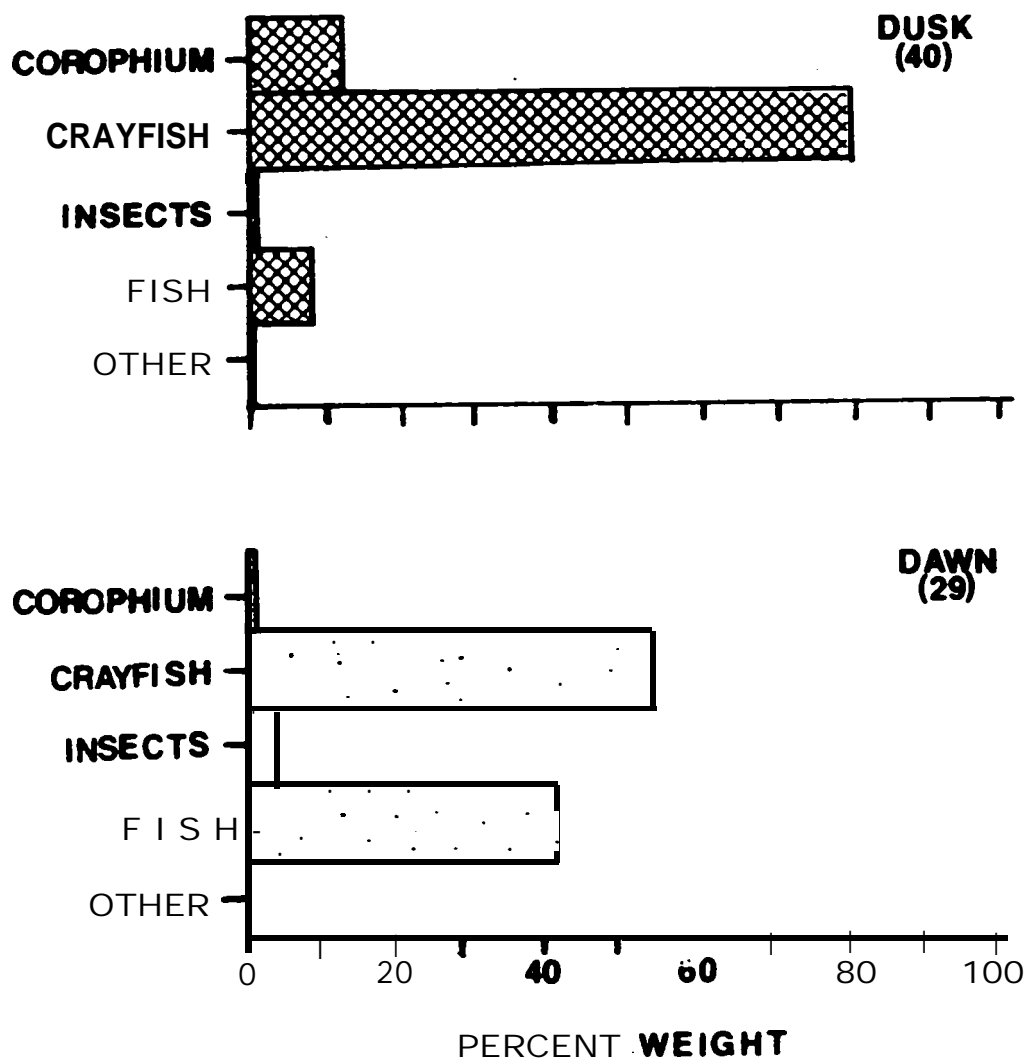 DUSK
(40)
COROPHIUM
CRAYFISH
INSECTS
FISH
OTHER
DAWN
(29)
COROPHIUM
CRAYFISH
INSECTS
FISH
OTHER
0 20 40 60 80 100
PERCENT WEIGHT